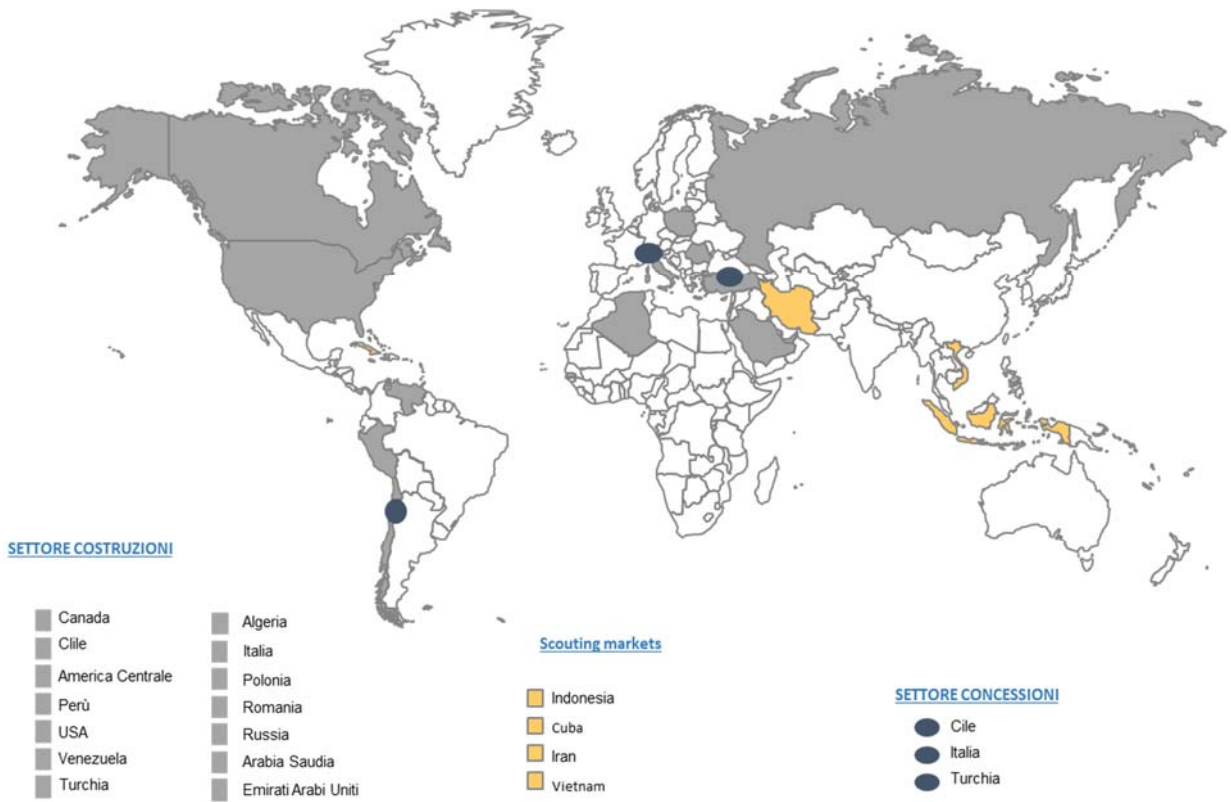 SETTORE COSTRUZIONI
Canada
Clile
America Centrale
Perù
USA
Venezuela
Turchia
Algeria
Italia
Polonia
Romania
Russia
Arabia Saudia
Emirati Arabi Uniti
Scouting markets
Indonesia
Cuba
Iran
Vietnam
SETTORE CONCESSIONI
Cile
Italia
Turchia